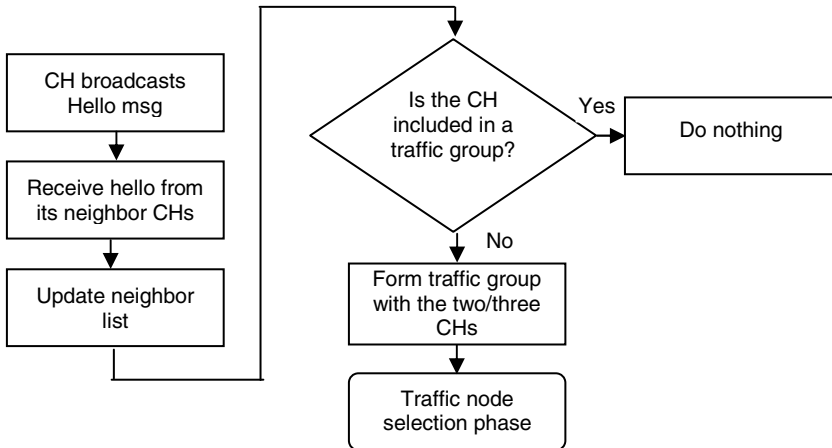 CH broadcasts
Hello msg
Receive hello from
its neighbor CHs
Update neighbor
list
Is the CH
included in a
traffic group?
Yes
Do nothing
No
Form traffic group
with the two/three
CHs
Traffic node
selection phase